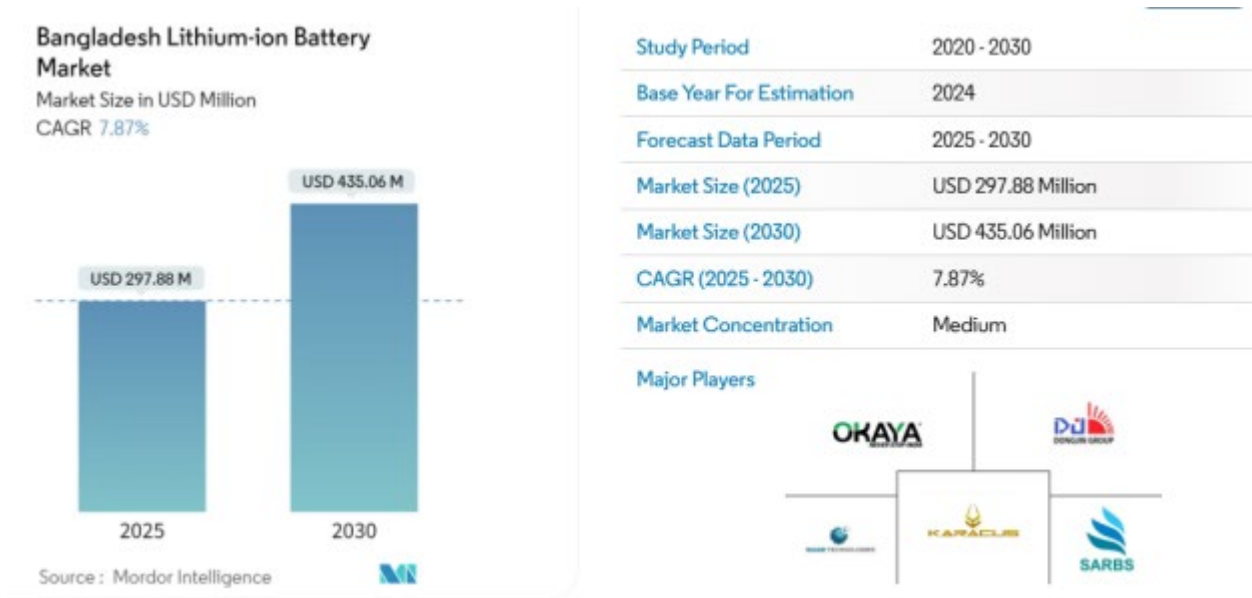 Bangladesh Lithium-ion Battery
Market
Market Size in USD Million
CAGR 7.87%
USD 435.06 M
USD 297.88 M
2025
2030
Source : Mordor Intelligence
Study Period 2020 - 2030
Base Year For Estimation 2024
Forecast Data Period 2025 - 2030
Market Size (2025) USD 297.88 Million
Market Size (2030) USD 435.06 Million
CAGR (2025 - 2030) 7.87%
Market Concentration Medium
Major Players
OKAYA
DJ
DONGJIN GROUP
KARACUS
SARBS